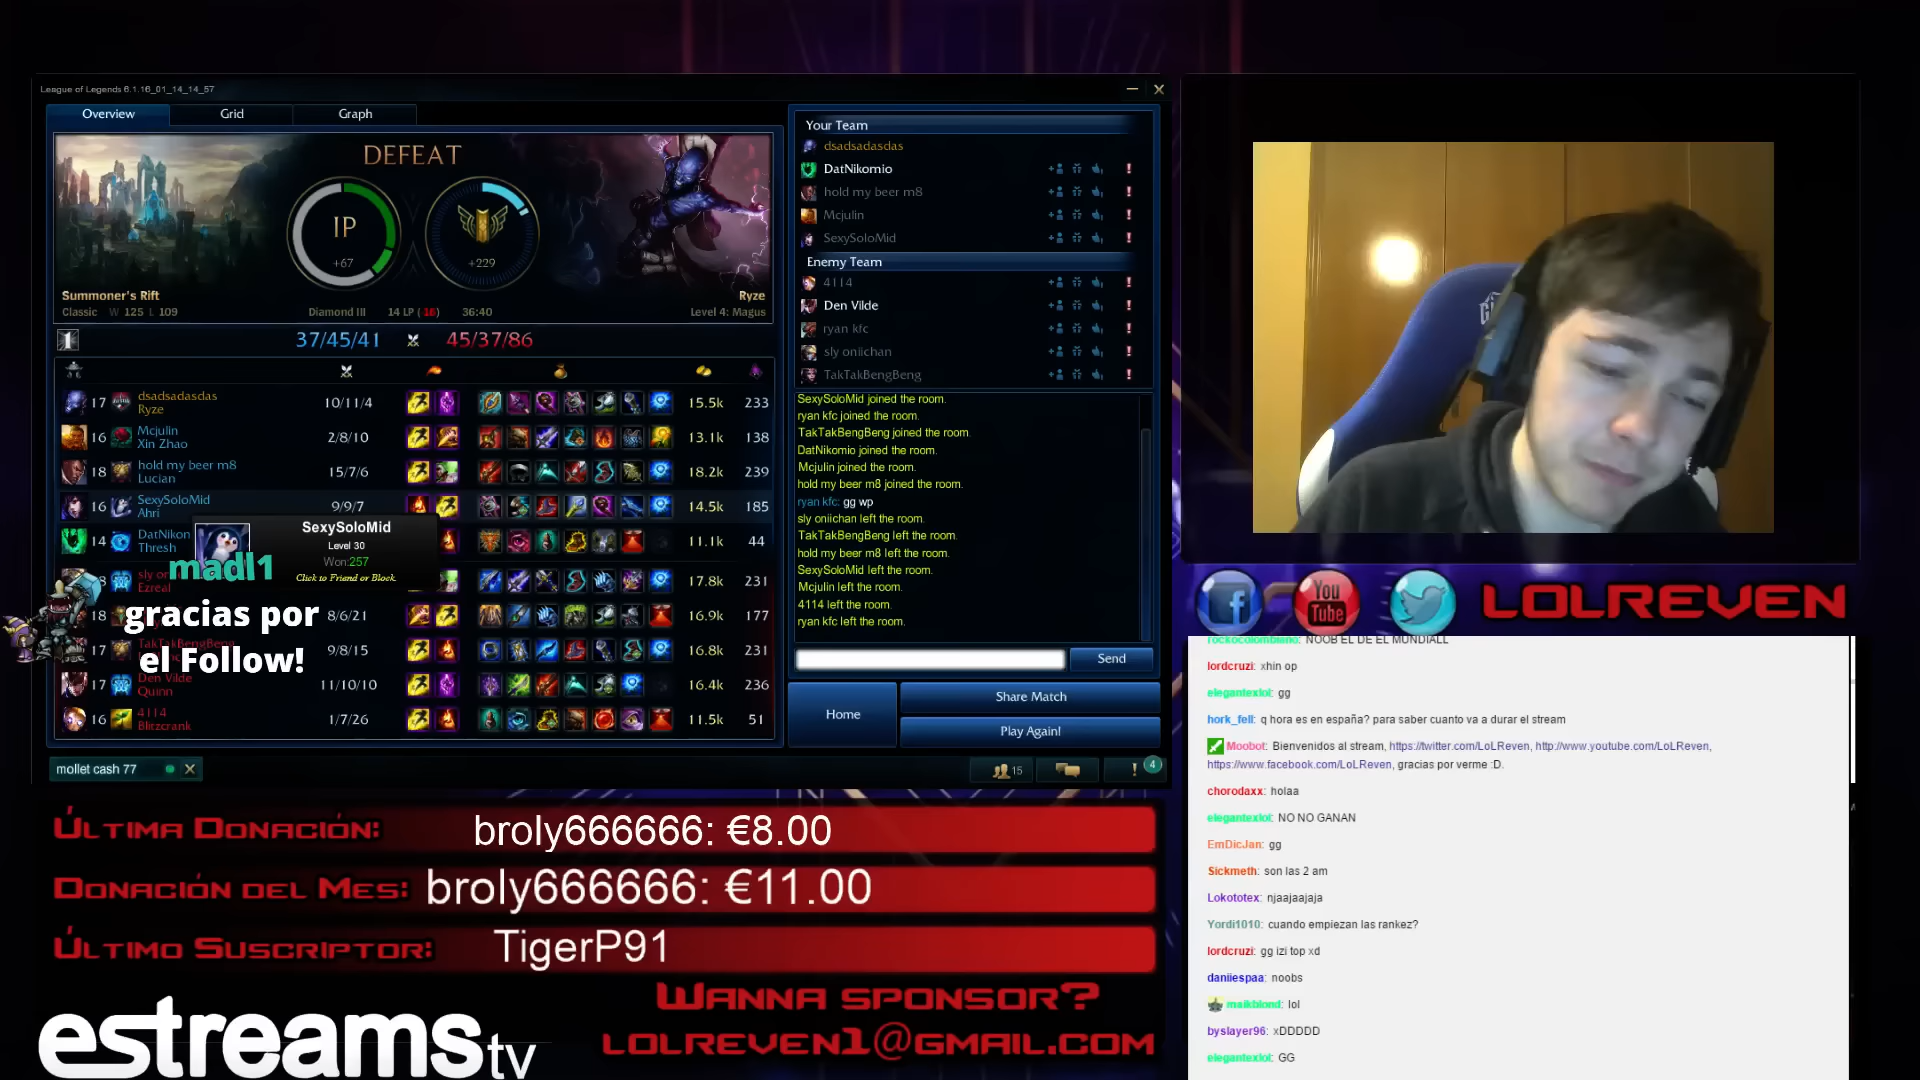 League of Legends 6.1.16_01_14_14_57
Overview
Grid
Graph
DEFEAT
IP
+67
+229
Summoner's Rift
Classic W 125 L 109
Diamond III 14 LP (18) 36:40
Ryze
Level 4: Magus
1 37/45/41 45/37/86
17 dsadsadasdas
Ryze
10/11/4 15.5k 233
16 Mcjulin
Xin Zhao
2/8/10 13.1k 138
18 hold my beer m8
Lucian
15/7/6 18.2k 239
16 SexySoloMid
Ahri
9/9/7 14.5k 185
14 DatNikon
Thresh
11.1k 44
SexySoloMid
Level 30
Won:257
Click to Friend or Block.
sly or
Ezreal
17.8k 231
18 8/6/21 16.9k 177
TakTakBengBeng
9/8/15 16.8k 231
17 Den Vilde
Quinn
11/10/10 16.4k 236
16 4114
Blitzcrank
1/7/26 11.5k 51
madl1
gracias por
el Follow!
Your Team
dsadsadasdas
DatNikomio
hold my beer m8
Mcjulin
SexySoloMid
Enemy Team
4114
Den Vilde
ryan kfc
sly oniichan
TakTakBengBeng
SexySoloMid joined the room.
ryan kfc joined the room.
TakTakBengBeng joined the room.
DatNikomio joined the room.
Mcjulin joined the room.
hold my beer m8 joined the room.
ryan kfc: gg wp
sly oniichan left the room.
TakTakBengBeng left the room.
hold my beer m8 left the room.
SexySoloMid left the room.
Mcjulin left the room.
4114 left the room.
ryan kfc left the room.
Send
Home
Share Match
Play Again!
mollet cash 77
15
4
You
Tube
LOLREVEN
rockocolombiano: NOOB EL DE EL MUNDIALL
lordcruzi: xhin op
elegantexlol: gg
hork_fell: q hora es en españa? para saber cuanto va a durar el stream
Moobot: Bienvenidos al stream, https://twitter.com/LoLReven, http://www.youtube.com/LoLReven,
https://www.facebook.com/LoLReven, gracias por verme :D.
chorodaxx: holaa
elegantexlol: NO NO GANAN
EmDicJan: gg
Sickmeth: son las 2 am
Lokototex: njaajaajaja
Yordi1010: cuando empiezan las rankez?
lordcruzi: gg izi top xd
daniiespaa: noobs
maikblond: lol
byslayer96: xDDDDD
elegantexlol: GG
Última Donación: broly666666: €8.00
Donación del Mes: broly666666: €11.00
Último Suscriptor: TigerP91
estreamstv
Wanna sponsor?
lolreven1@gmail.com